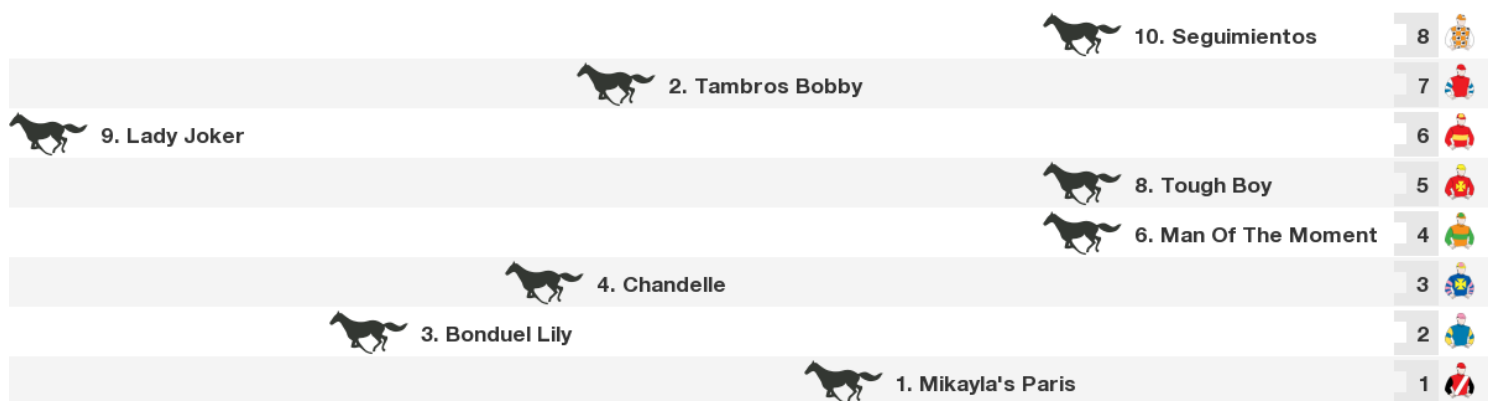 10. Seguimientos 8
2. Tambros Bobby 7
9. Lady Joker 6
8. Tough Boy 5
6. Man Of The Moment 4
4. Chandelle 3
3. Bonduel Lily 2
1. Mikayla's Paris 1